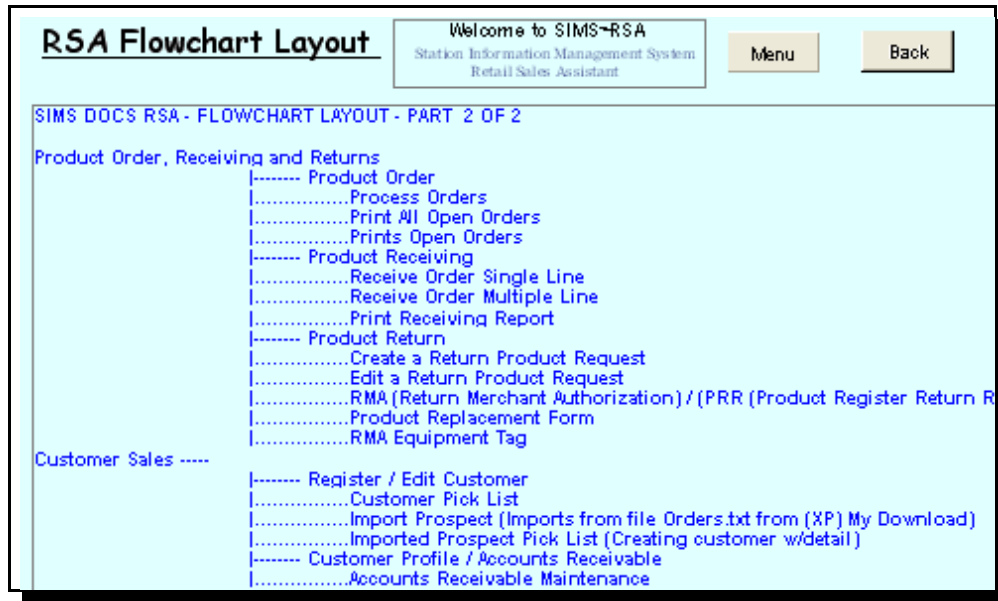 RSA Flowchart Layout
Welcome to SIMS~RSA
Station Information Management System
Retail Sales Assistant
Menu
Back
SIMS DOCS RSA - FLOWCHART LAYOUT - PART 2 OF 2
Product Order, Receiving and Returns
|-------- Product Order
|................Process Orders
|................Print All Open Orders
|................Prints Open Orders
|-------- Product Receiving
|................Receive Order Single Line
|................Receive Order Multiple Line
|................Print Receiving Report
|-------- Product Return
|................Create a Return Product Request
|................Edit a Return Product Request
|................RMA (Return Merchant Authorization) / (PRR (Product Register Return R
|................Product Replacement Form
|................RMA Equipment Tag
Customer Sales -----
|-------- Register / Edit Customer
|................Customer Pick List
|................Import Prospect (Imports from file Orders.txt from (XP) My Download)
|................Imported Prospect Pick List (Creating customer w/detail)
|-------- Customer Profile / Accounts Receivable
|................Accounts Receivable Maintenance